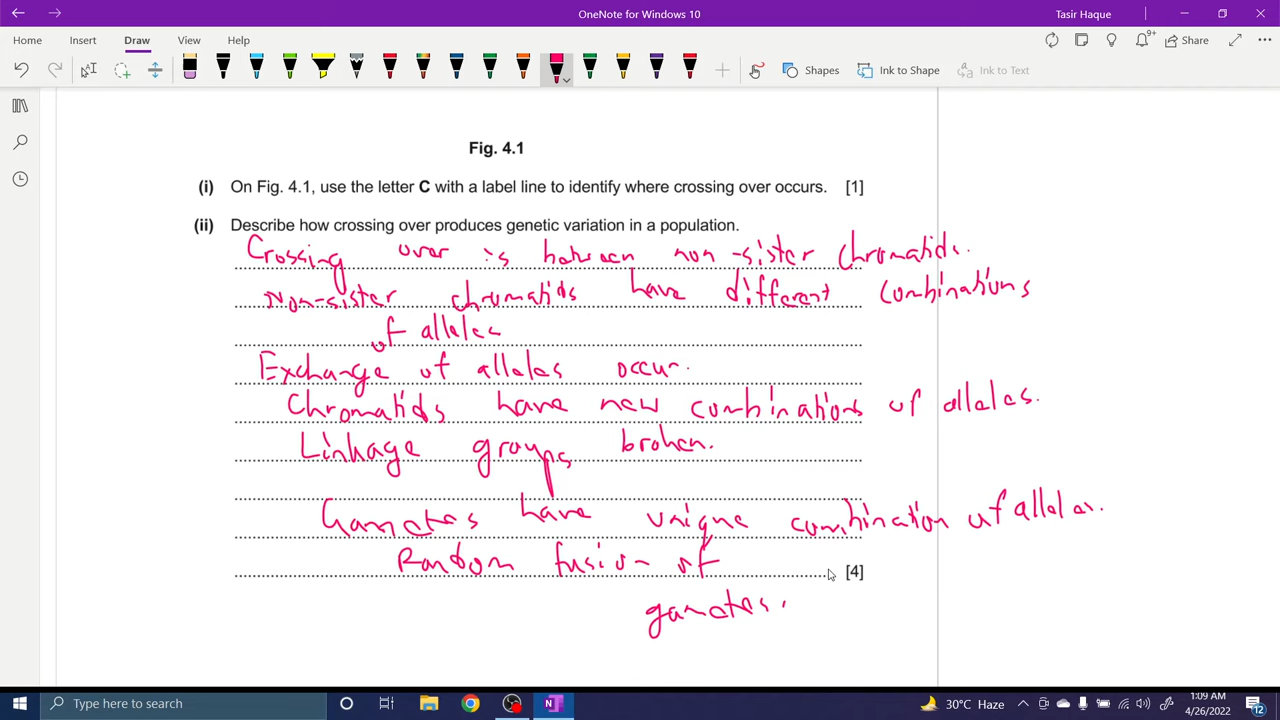 OneNote for Windows 10
Tasir Haque
Home Insert Draw View Help
9+ Share
Shapes Ink to Shape Ink to Text
Fig. 4.1
(i) On Fig. 4.1, use the letter C with a label line to identify where crossing over occurs. [1]
(ii) Describe how crossing over produces genetic variation in a population.
Crossing over is between non-sister chromatids.
Non-sister chromatids have different combinations
of alleles
Exchange of alleles occur.
Chromatids have new combinations of alleles.
Linkage groups broken.
Gametes have unique combination of alleles.
Random fusion of
[4]
gametes.
Type here to search
30°C Haze
1:09 AM
4/26/2022
12